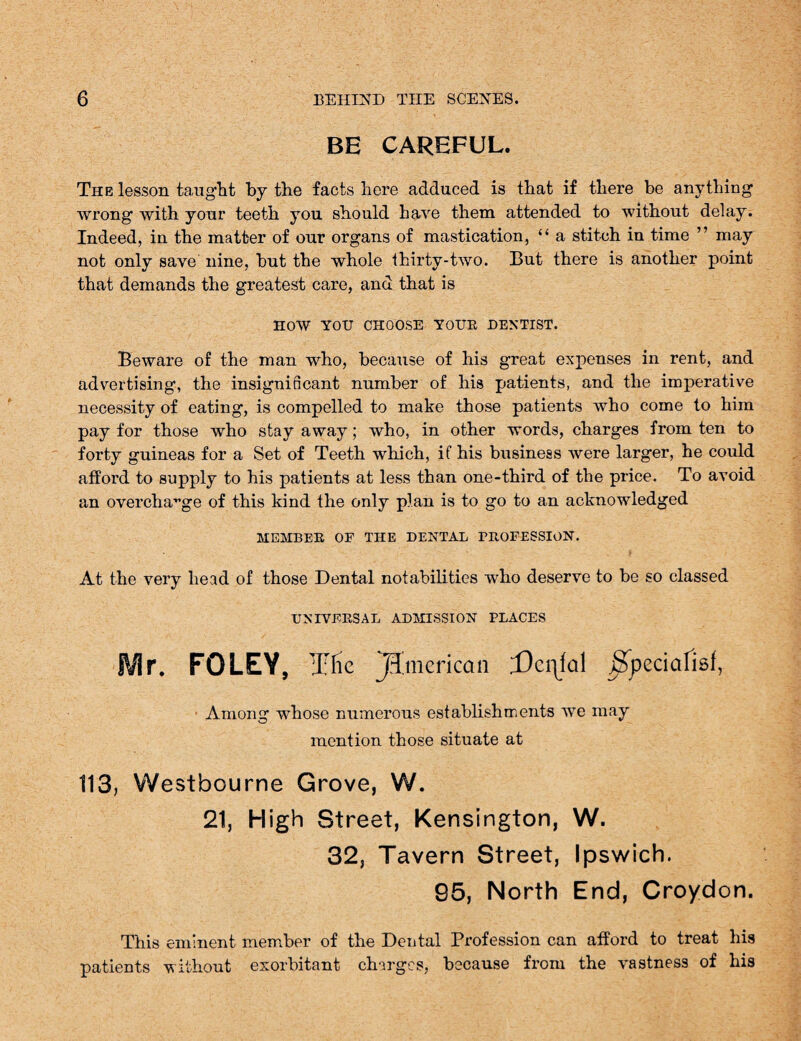 6 BEHIND THE SCENES.
BE CAREFUL.
THE lesson taught by the facts here adduced is that if there be anything
wrong with your teeth you should have them attended to without delay.
Indeed, in the matter of our organs of mastication, “ a stitch in time ” may
not only save nine, but the whole thirty-two. But there is another point
that demands the greatest care, and that is
HOW YOU CHOOSE YOUR DENTIST.
Beware of the man who, because of his great expenses in rent, and
advertising, the insignificant number of his patients, and the imperative
necessity of eating, is compelled to make those patients who come to him
pay for those who stay away; who, in other words, charges from ten to
forty guineas for a Set of Teeth which, if his business were larger, he could
afford to supply to his patients at less than one-third of the price. To avoid
an overcharge of this kind the only plan is to go to an acknowledged
MEMBER OF THE DENTAL PROFESSION.
At the very head of those Dental notabilities who deserve to be so classed
UNIVERSAL ADMISSION PLACES
Mr. FOLEY, The American Dental Specialist,
Among whose numerous establishments we may
mention those situate at
113, Westbourne Grove, W.
21, High Street, Kensington, W.
32, Tavern Street, Ipswich.
95, North End, Croydon.
This eminent member of the Dental Profession can afford to treat his
patients without exorbitant charges, because from the vastness of his